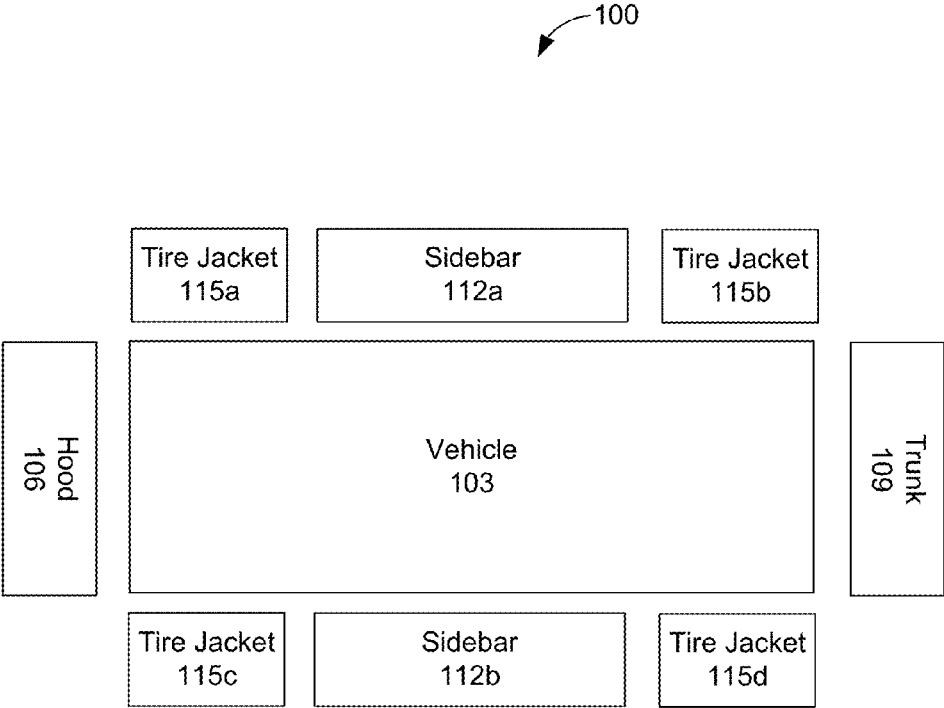 100
Tire Jacket
115a
Sidebar
112a
Tire Jacket
115b
Hood
106
Vehicle
103
Trunk
109
Tire Jacket
115c
Sidebar
112b
Tire Jacket
115d